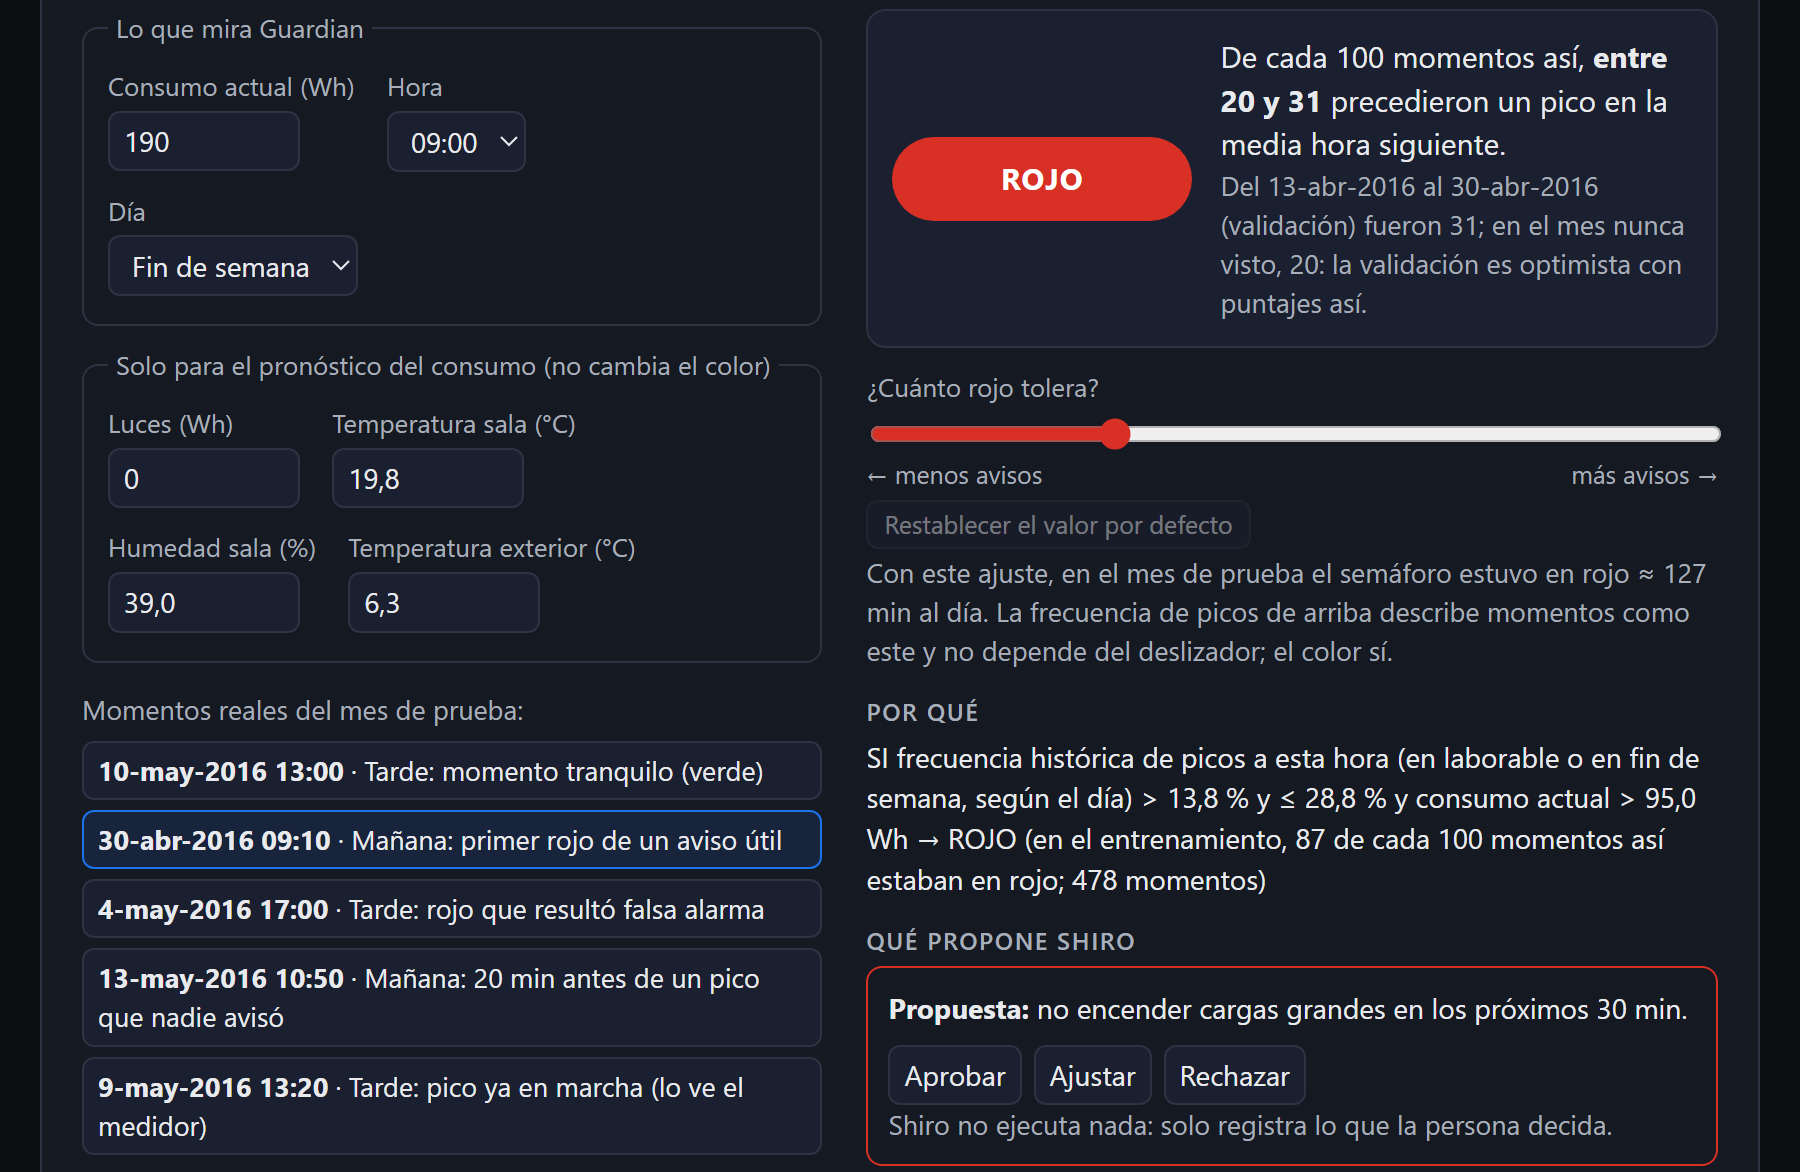 Lo que mira Guardian
Consumo actual (Wh)
Hora
190
09:00
Día
Fin de semana
Solo para el pronóstico del consumo (no cambia el color)
Luces (Wh)
Temperatura sala (°C)
0
19,8
Humedad sala (%)
Temperatura exterior (°C)
39,0
6,3
Momentos reales del mes de prueba:
10-may-2016 13:00 · Tarde: momento tranquilo (verde)
30-abr-2016 09:10 · Mañana: primer rojo de un aviso útil
4-may-2016 17:00 · Tarde: rojo que resultó falsa alarma
13-may-2016 10:50 · Mañana: 20 min antes de un pico
que nadie avisó
9-may-2016 13:20 · Tarde: pico ya en marcha (lo ve el
medidor)
ROJO
De cada 100 momentos así, entre
20 y 31 precedieron un pico en la
media hora siguiente.
Del 13-abr-2016 al 30-abr-2016
(validación) fueron 31; en el mes nunca
visto, 20: la validación es optimista con
puntajes así.
¿Cuánto rojo tolera?
← menos avisos
más avisos →
Restablecer el valor por defecto
Con este ajuste, en el mes de prueba el semáforo estuvo en rojo ≈ 127
min al día. La frecuencia de picos de arriba describe momentos como
este y no depende del deslizador; el color sí.
POR QUÉ
SI frecuencia histórica de picos a esta hora (en laborable o en fin de
semana, según el día) > 13,8 % y ≤ 28,8 % y consumo actual > 95,0
Wh → ROJO (en el entrenamiento, 87 de cada 100 momentos así
estaban en rojo; 478 momentos)
QUÉ PROPONE SHIRO
Propuesta: no encender cargas grandes en los próximos 30 min.
Aprobar
Ajustar
Rechazar
Shiro no ejecuta nada: solo registra lo que la persona decida.